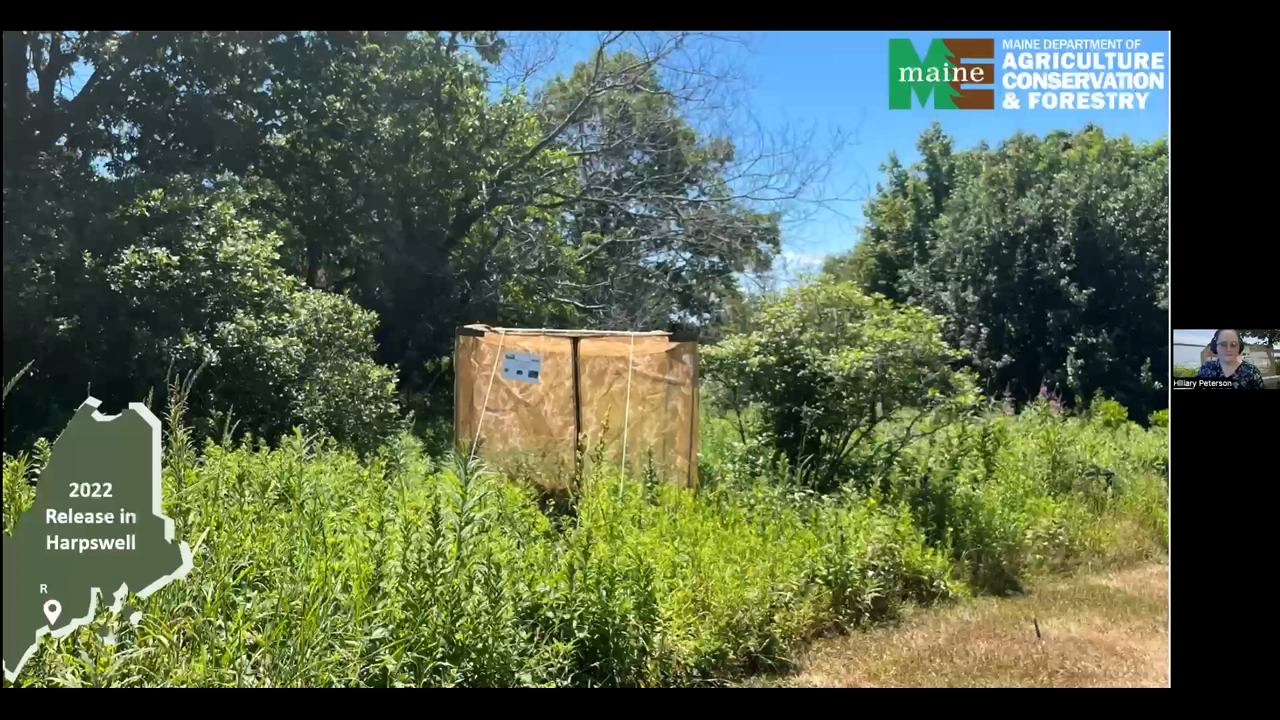 maine
MAINE DEPARTMENT OF
AGRICULTURE
CONSERVATION
& FORESTRY
2022
Release in
Harpswell
R
Hillary Peterson